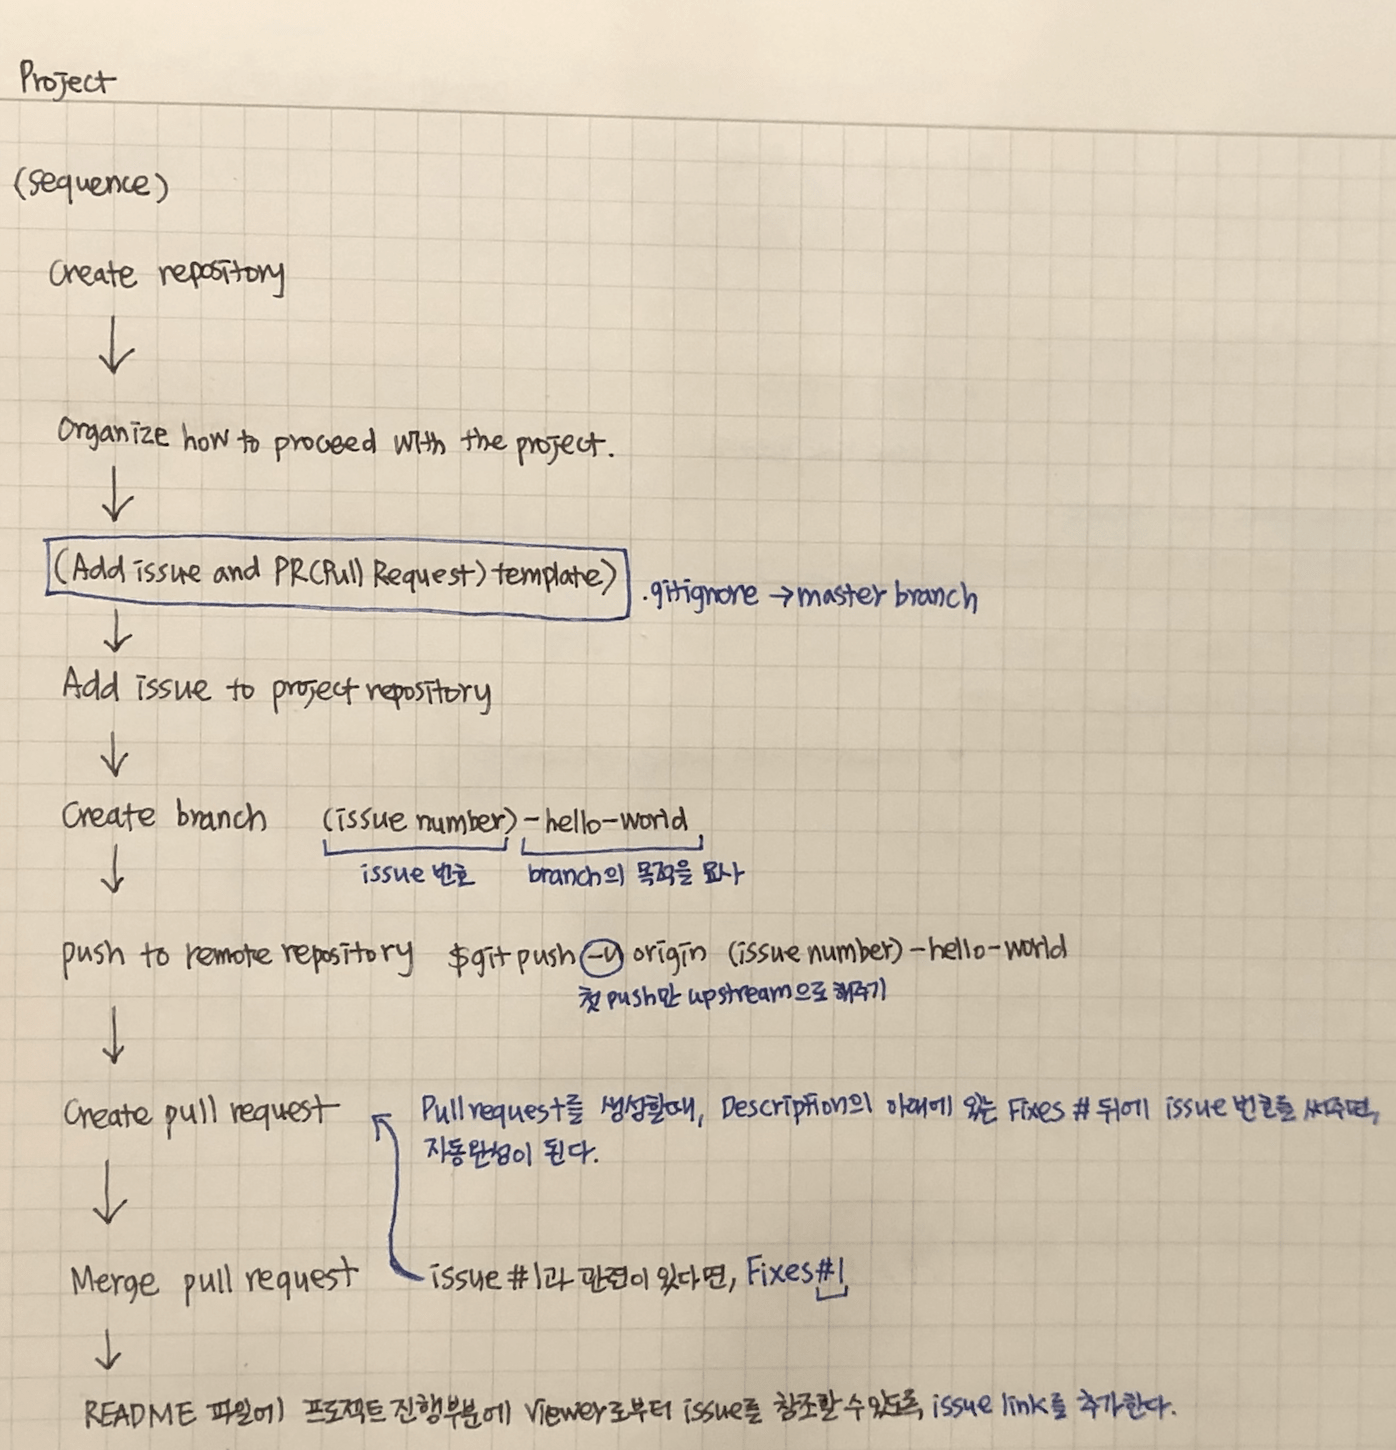 Project
(sequence)
Create repository
↓
Organize how to proceed with the project.
↓
(Add issue and PR(Pull Request) template)
.gitignore → master branch
↓
Add issue to project repository
↓
Create branch (issue number)-hello-world
issue 번호 branch의 목적을 묘사
↓
push to remote repository $git push -u origin (issue number)-hello-world
첫 push만 upstream으로 해주기
↓
Create pull request Pull request를 생성할때, Description의 아래에 있는 Fixes # 뒤에 issue 번호를 써주면,
자동완성이 된다.
↓
Merge pull request issue #1과 관련이 있다면, Fixes #1
↓
README 파일에 프로젝트 진행부분에 viewer로부터 issue를 참조할 수 있도록 issue link를 추가한다.